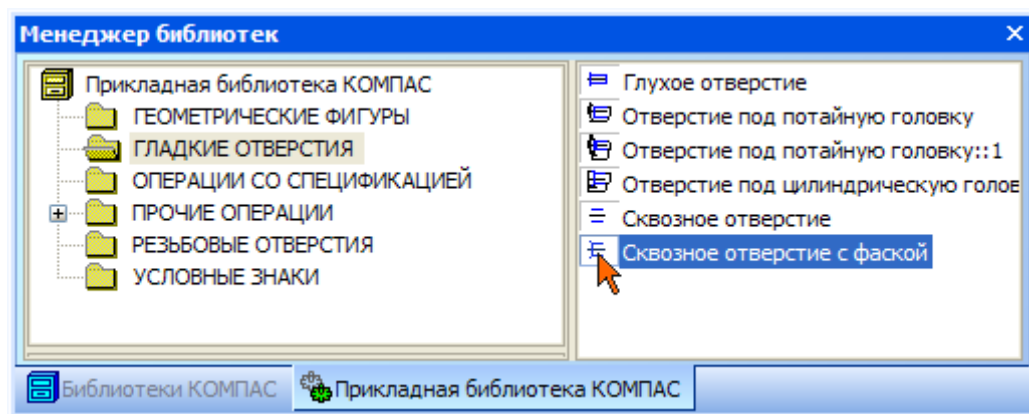 Менеджер библиотек
Прикладная библиотека КОМПАС
ГЕОМЕТРИЧЕСКИЕ ФИГУРЫ
ГЛАДКИЕ ОТВЕРСТИЯ
ОПЕРАЦИИ СО СПЕЦИФИКАЦИЕЙ
ПРОЧИЕ ОПЕРАЦИИ
РЕЗЬБОВЫЕ ОТВЕРСТИЯ
УСЛОВНЫЕ ЗНАКИ
Глухое отверстие
Отверстие под потайную головку
Отверстие под потайную головку::1
Отверстие под цилиндрическую голов
Сквозное отверстие
Сквозное отверстие с фаской
Библиотеки КОМПАС
Прикладная библиотека КОМПАС